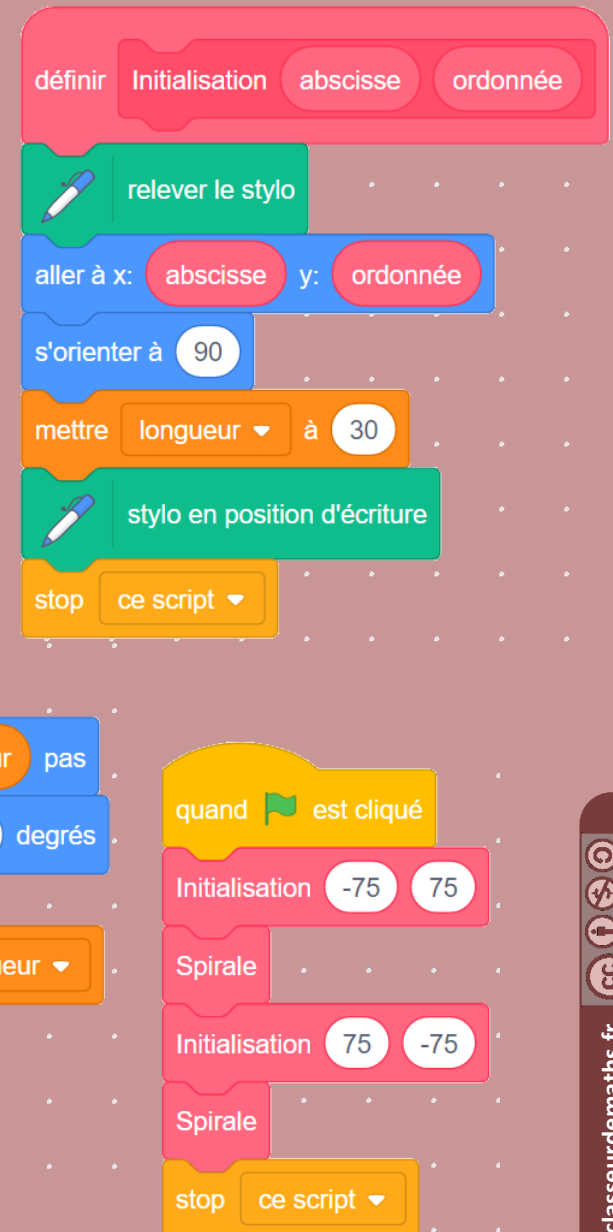 définir Initialisation abscisse ordonnée
relever le stylo
aller à x: abscisse y: ordonnée
s'orienter à 90
mettre longueur à 30
stylo en position d'écriture
stop ce script
pas
degrés
quand est cliqué
Initialisation -75 75
Spirale
Initialisation 75 -75
Spirale
stop ce script